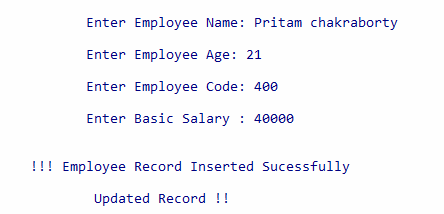 Enter Employee Name: Pritam chakraborty
Enter Employee Age: 21
Enter Employee Code: 400
Enter Basic Salary : 40000
!!! Employee Record Inserted Sucessfully
Updated Record !!